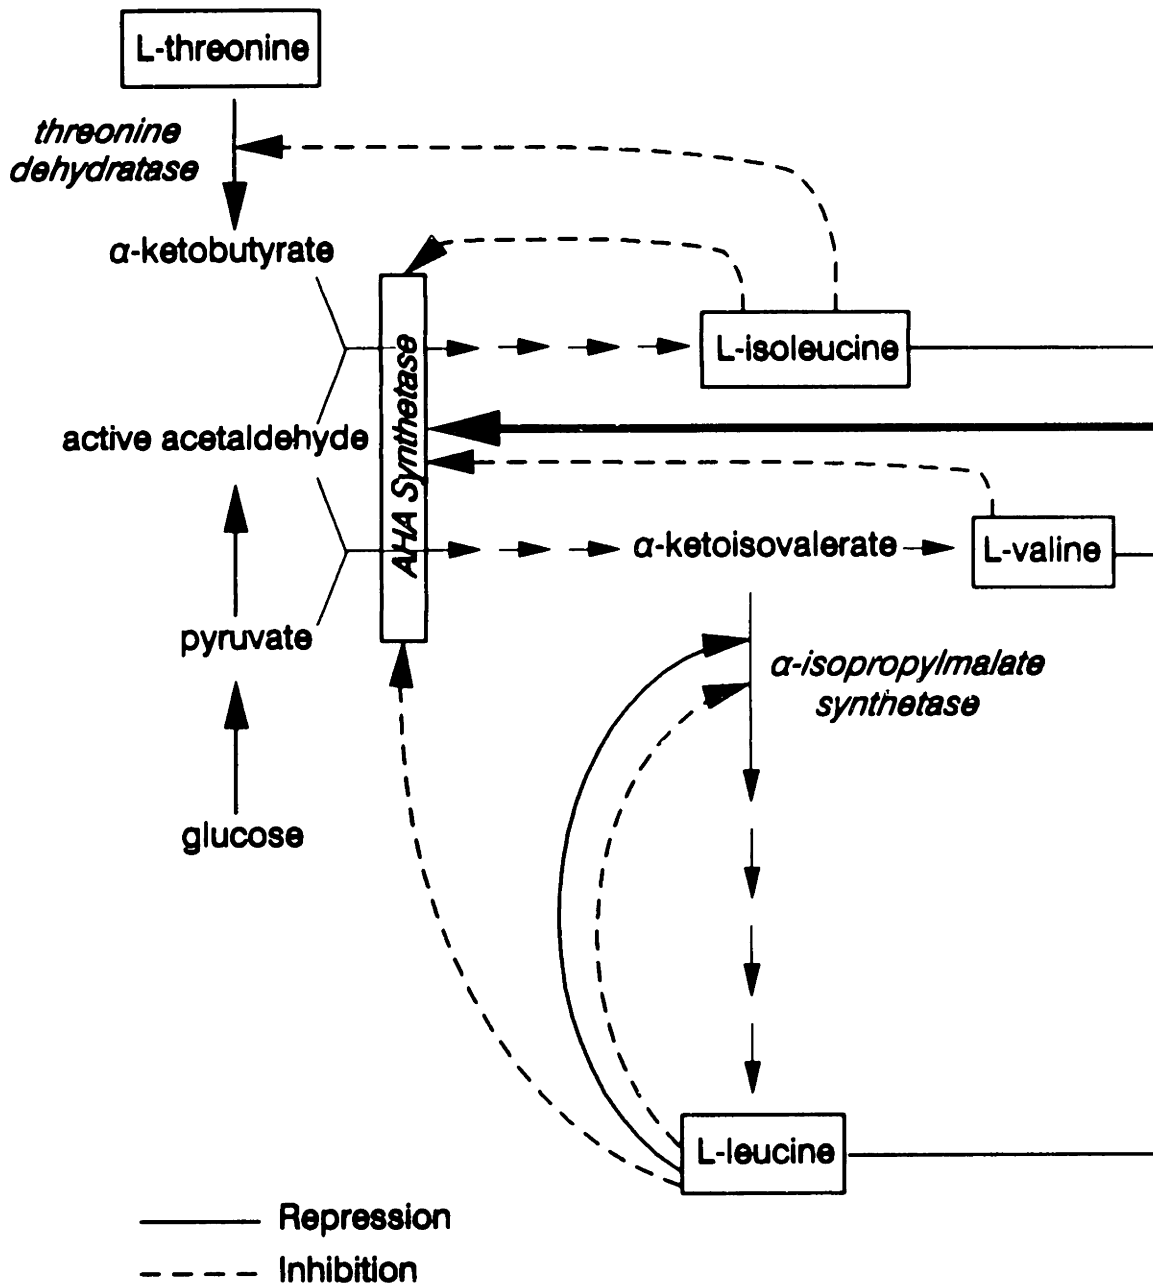 L-threonine
threonine
dehydratase
α-ketobutyrate
AHA Synthetase
L-isoleucine
active acetaldehyde
α-ketoisovalerate
L-valine
pyruvate
α-isopropylmalate
synthetase
glucose
L-leucine
Repression
Inhibition